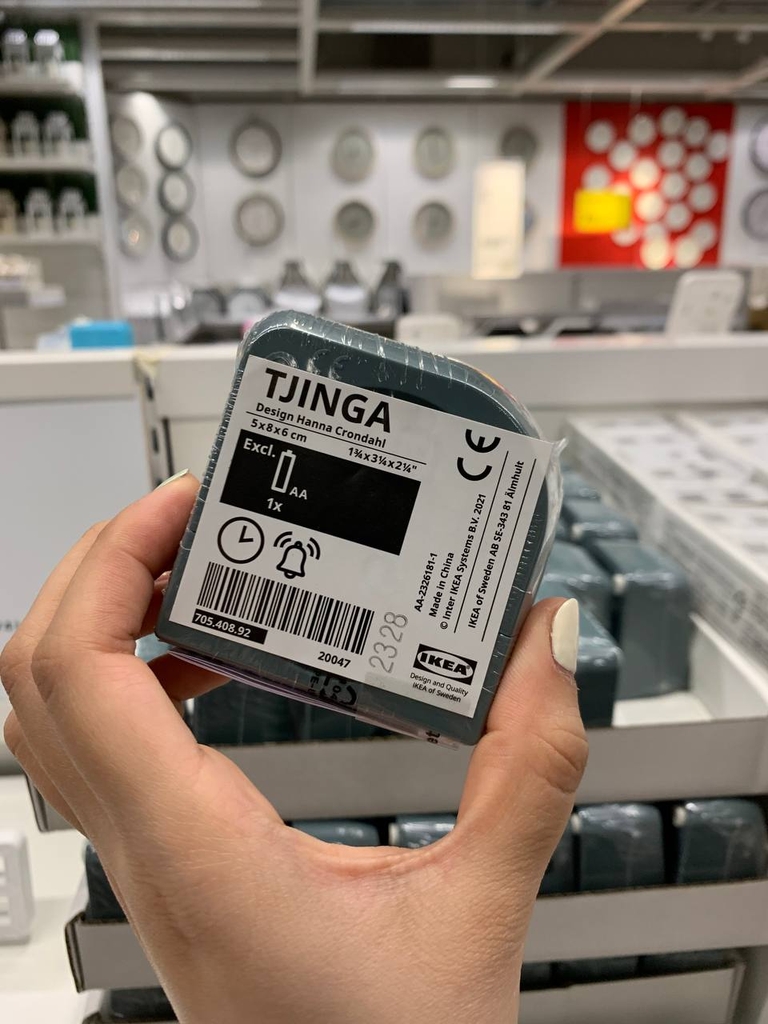 TJINGA
Design Hanna Crondahl
5x8x6 cm
1¾x3¼x2¼"
Excl.
AA
1x
CE
AA-2326181-1
Made in China
© Inter IKEA Systems B.V. 2021
IKEA of Sweden AB SE-343 81 Älmhult
705.408.92
20047
2328
IKEA
Design and Quality
IKEA of Sweden